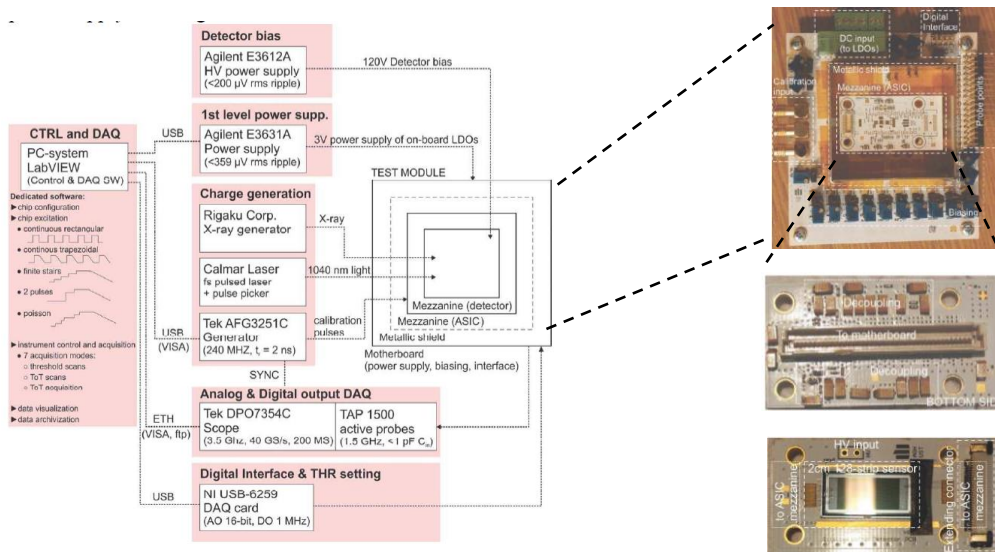 CTRL and DAQ
PC-system
LabVIEW
(Control & DAQ SW)
Dedicated software:
▶chip configuration
▶chip excitation
● continuous rectangular
● continous trapezoidal
● finite stairs
● 2 pulses
● poisson
▶instrument control and acquisition
● 7 acquisition modes:
○ threshold scans
○ ToT scans
○ ToT acquisition
▶data visualization
▶data archivization
USB
USB
(VISA)
ETH
(VISA, ftp)
USB
Detector bias
Agilent E3612A
HV power supply
(<200 µV rms ripple)
120V Detector bias
1st level power supp.
Agilent E3631A
Power supply
(<359 µV rms ripple)
3V power supply of on-board LDOs
Charge generation
Rigaku Corp.
X-ray generator
X-ray
Calmar Laser
fs pulsed laser
+ pulse picker
1040 nm light
Tek AFG3251C
Generator
(240 MHZ, t = 2 ns)
calibration
pulses
SYNC
TEST MODULE
Mezzanine (detector)
Mezzanine (ASIC)
Metallic shield
Motherboard
(power supply, biasing, interface)
Analog & Digital output DAQ
Tek DPO7354C
Scope
(3.5 Ghz, 40 GS/s, 200 MS)
TAP 1500
active probes
(1.5 GHz, <1 pF C)
Digital Interface & THR setting
NI USB-6259
DAQ card
(AO 16-bit, DO 1 MHz)
DC input
(to LDOs)
Digital
Interface
Metallic shield
Calibration
input
Mezzanine (ASIC)
Probe points
Biasing
Decoupling
To motherboard
Decoupling
BOTTOM SID
HV input
2cm 128-strip sensor
to ASIC
mezzanine
Extending connector
to ASIC
mezzanine